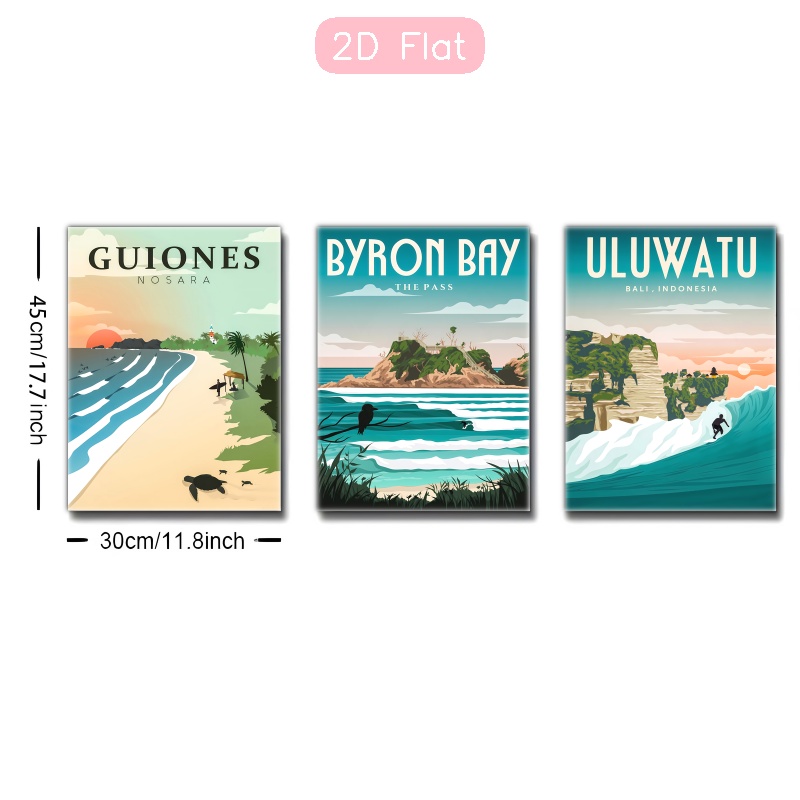 2D Flat
GUIONES
NOSARA
BYRON BAY
THE PASS
ULUWATU
BALI, INDONESIA
45cm/17.7inch
30cm/11.8inch